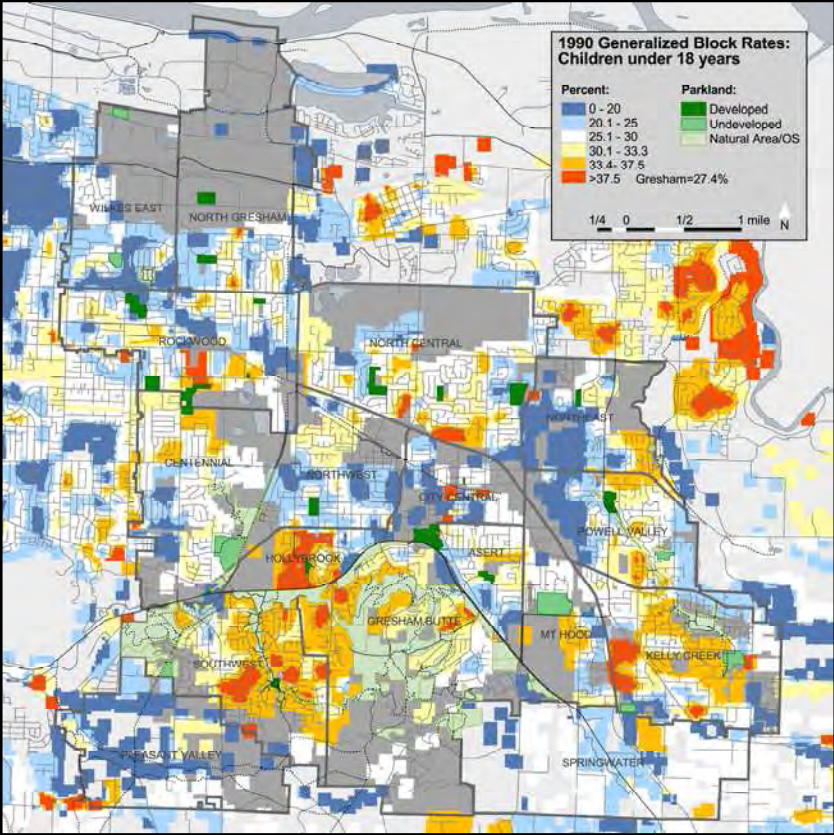 1990 Generalized Block Rates:
Children under 18 years
Percent:
0 - 20
20.1 - 25
25.1 - 30
30.1 - 33.3
33.4- 37.5
>37.5 Gresham=27.4%
Parkland:
Developed
Undeveloped
Natural Area/OS
1/4 0 1/2 1 mile N
WILKES EAST
NORTH GRESHAM
ROCKWOOD
NORTH CENTRAL
NORTHEAST
CENTENNIAL
NORTHWEST
CITY CENTRAL
POWELL VALLEY
HOLLYBROOK
ASERT
GRESHAM BUTTE
MT HOOD
KELLY CREEK
SOUTHWEST
PLEASANT VALLEY
SPRINGWATER